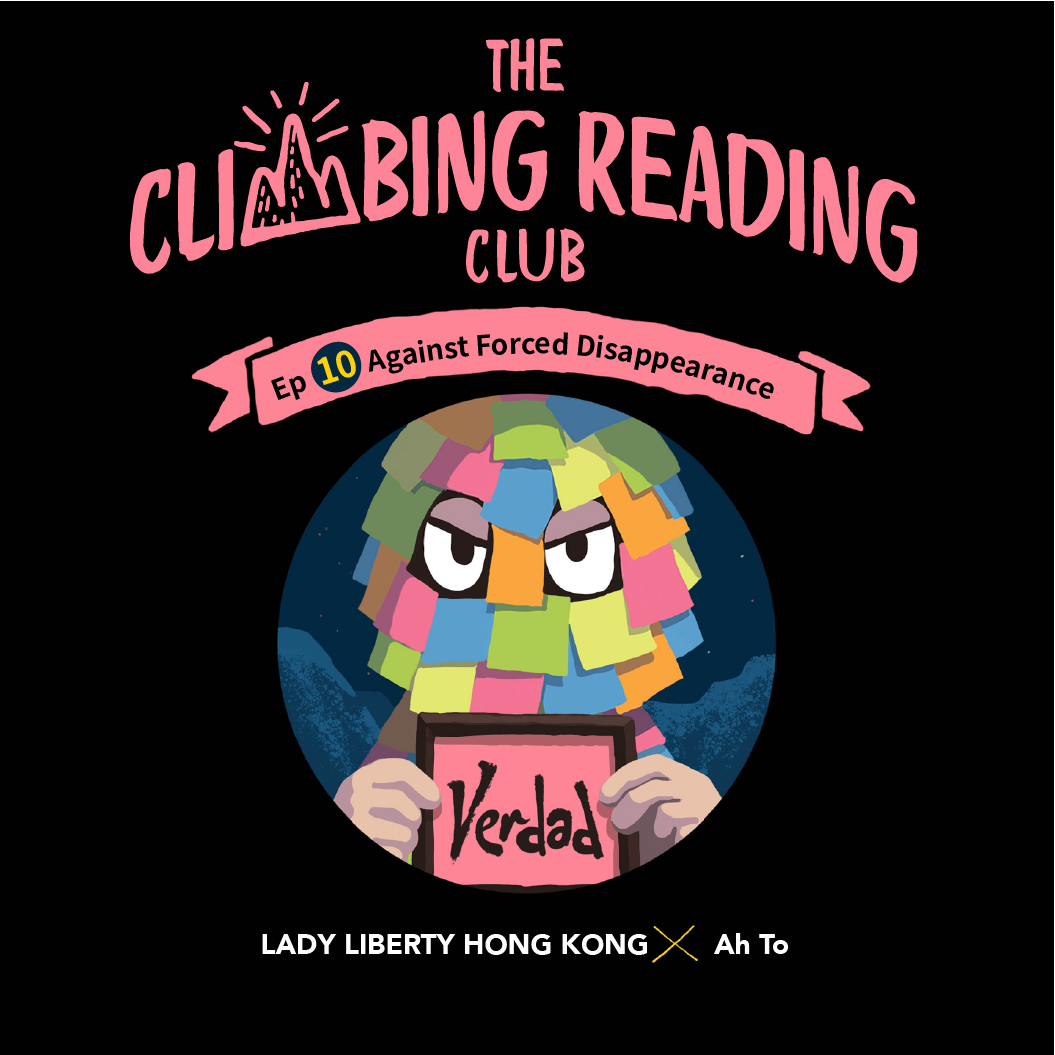 THE
CLIMBING READING
CLUB
Ep 10 Against Forced Disappearance
Verdad
LADY LIBERTY HONG KONG X Ah To